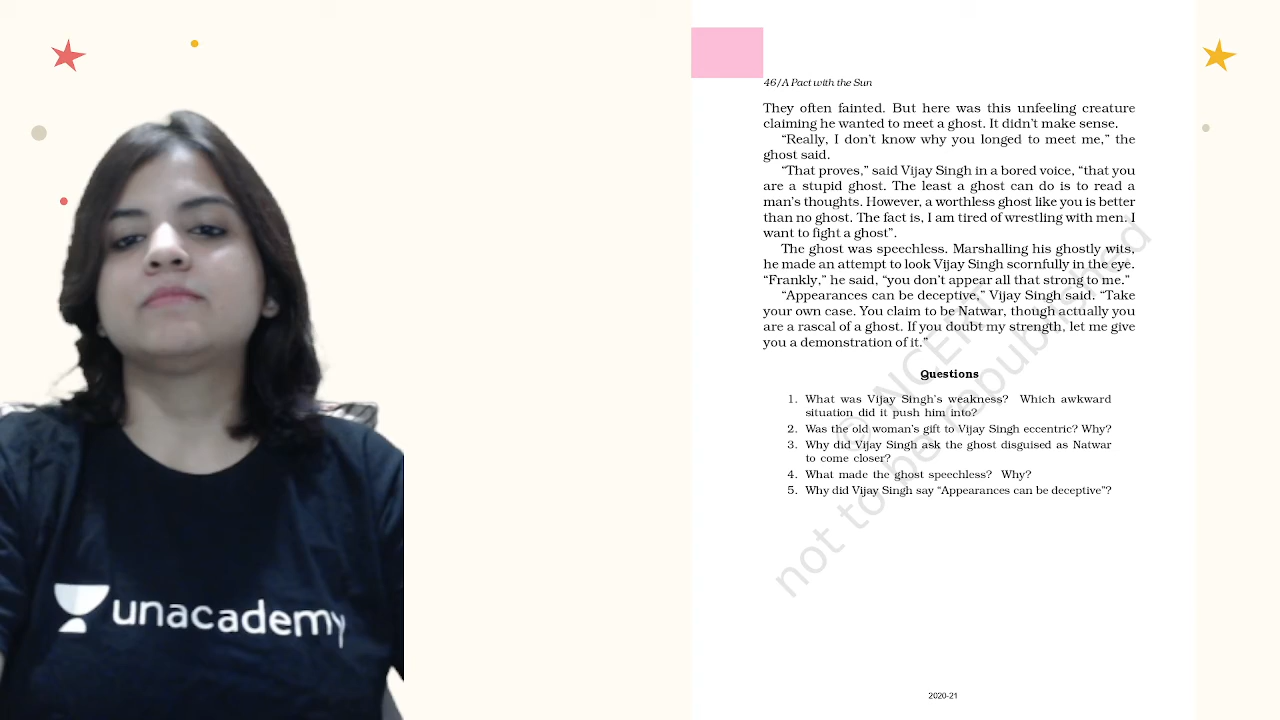 46/A Pact with the Sun
They often fainted. But here was this unfeeling creature
claiming he wanted to meet a ghost. It didn't make sense.
“Really, I don't know why you longed to meet me,” the
ghost said.
“That proves,” said Vijay Singh in a bored voice, “that you
are a stupid ghost. The least a ghost can do is to read a
man's thoughts. However, a worthless ghost like you is better
than no ghost. The fact is, I am tired of wrestling with men. I
want to fight a ghost”.
The ghost was speechless. Marshalling his ghostly wits,
he made an attempt to look Vijay Singh scornfully in the eye.
“Frankly,” he said, “you don't appear all that strong to me.”
“Appearances can be deceptive,” Vijay Singh said. “Take
your own case. You claim to be Natwar, though actually you
are a rascal of a ghost. If you doubt my strength, let me give
you a demonstration of it.”
Questions
1. What was Vijay Singh's weakness? Which awkward
situation did it push him into?
2. Was the old woman's gift to Vijay Singh eccentric? Why?
3. Why did Vijay Singh ask the ghost disguised as Natwar
to come closer?
4. What made the ghost speechless? Why?
5. Why did Vijay Singh say “Appearances can be deceptive”?
© NCERT
not to be republished
2020-21
unacademy